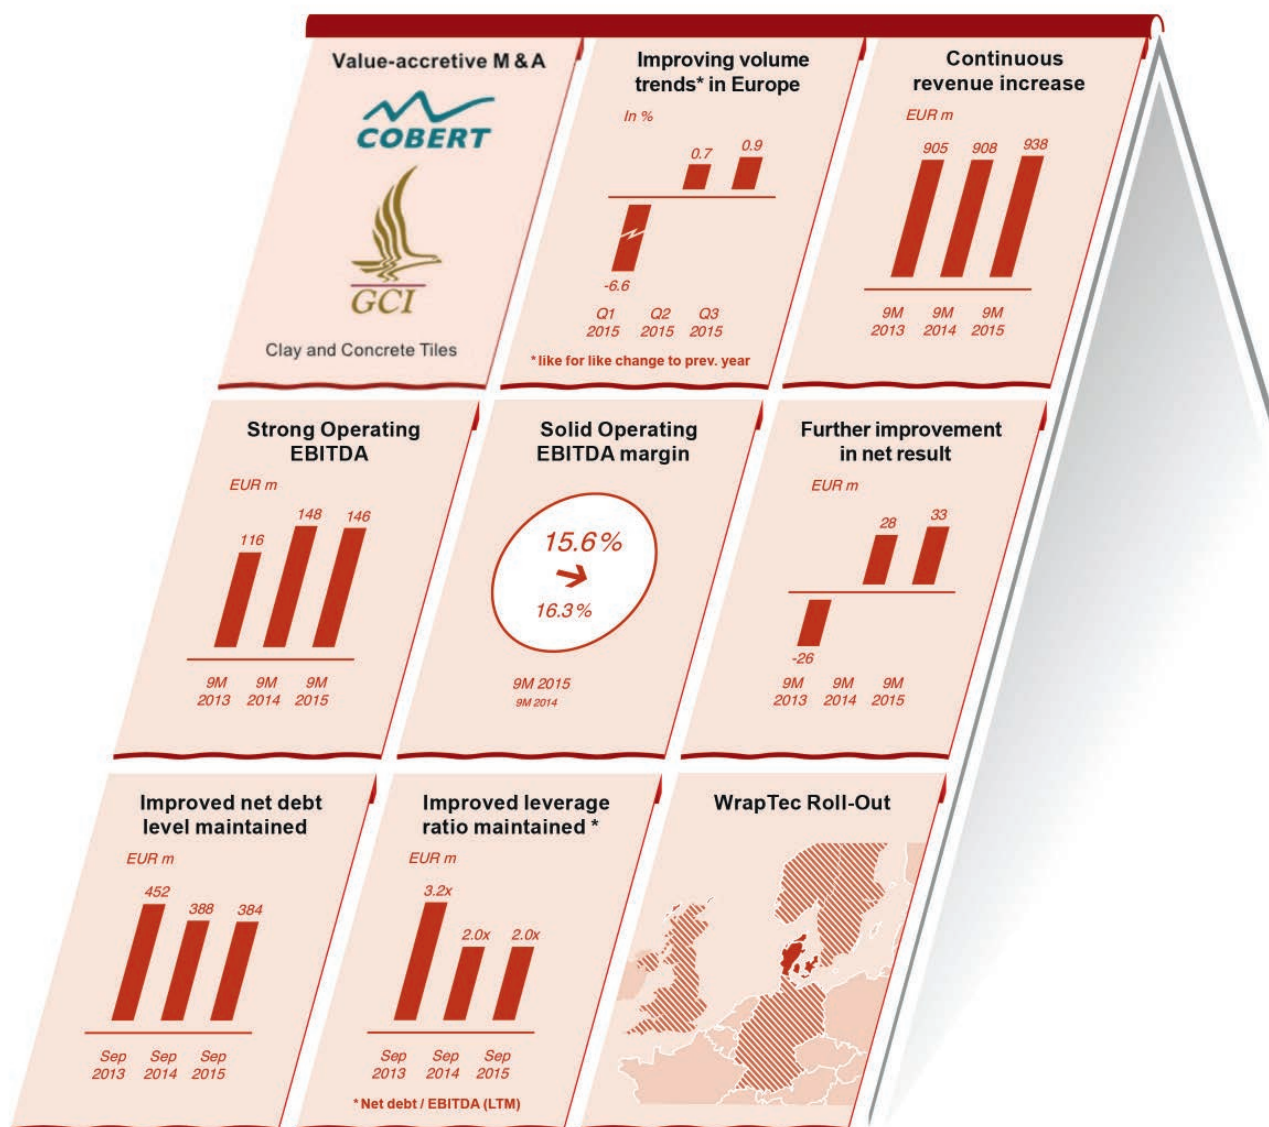 Value-accretive M & A
COBERT
GCI
Clay and Concrete Tiles
Improving volume
trends* in Europe
In %
0.7
0.9
-6.6
Q1 Q2 Q3
2015 2015 2015
* like for like change to prev. year
Continuous
revenue increase
EUR m
905 908 938
9M 9M 9M
2013 2014 2015
Strong Operating
EBITDA
EUR m
116 148 146
9M 9M 9M
2013 2014 2015
Solid Operating
EBITDA margin
15.6 %
16.3 %
9M 2015
9M 2014
Further improvement
in net result
EUR m
28 33
-26
9M 9M 9M
2013 2014 2015
Improved net debt
level maintained
EUR m
452 388 384
Sep Sep Sep
2013 2014 2015
Improved leverage
ratio maintained *
EUR m
3.2x 2.0x 2.0x
Sep Sep Sep
2013 2014 2015
* Net debt / EBITDA (LTM)
WrapTec Roll-Out